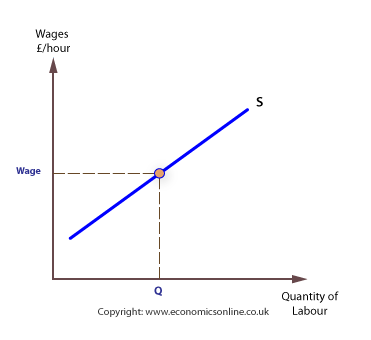 Wages
£/hour
S
Wage
Q
Quantity of
Labour
Copyright: www.economicsonline.co.uk